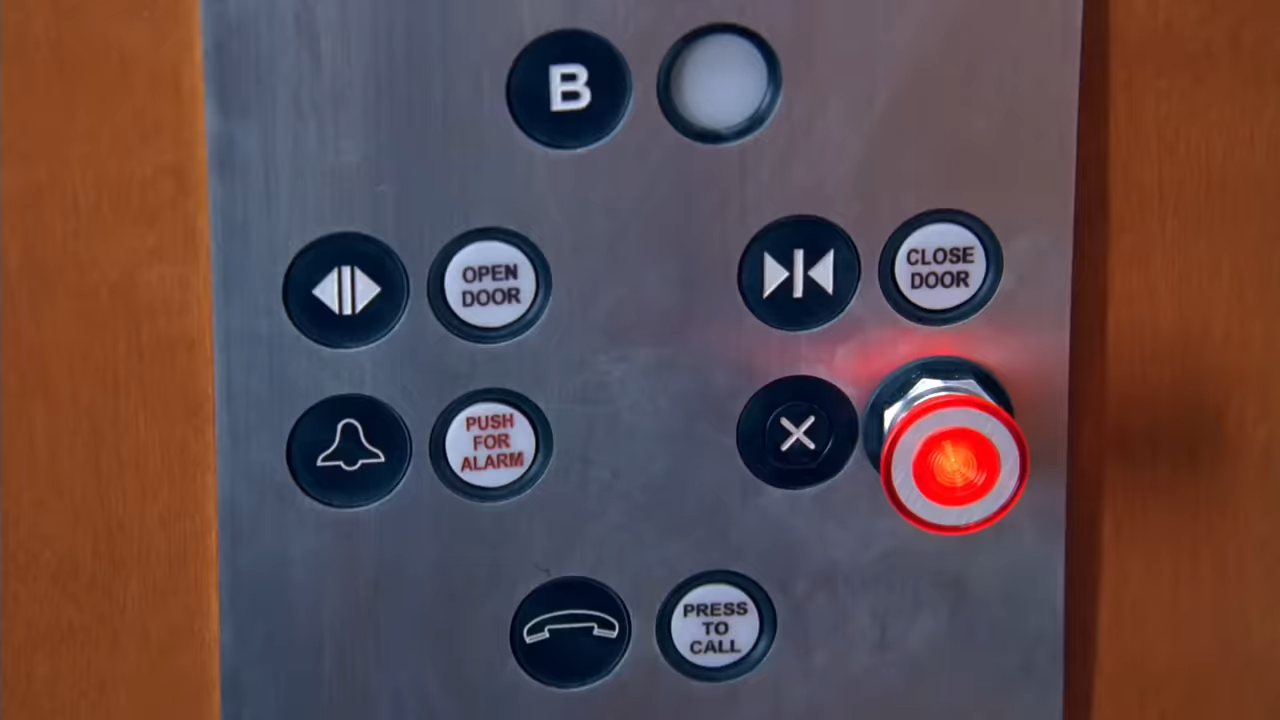 B
OPEN
DOOR
CLOSE
DOOR
PUSH
FOR
ALARM
PRESS
TO
CALL